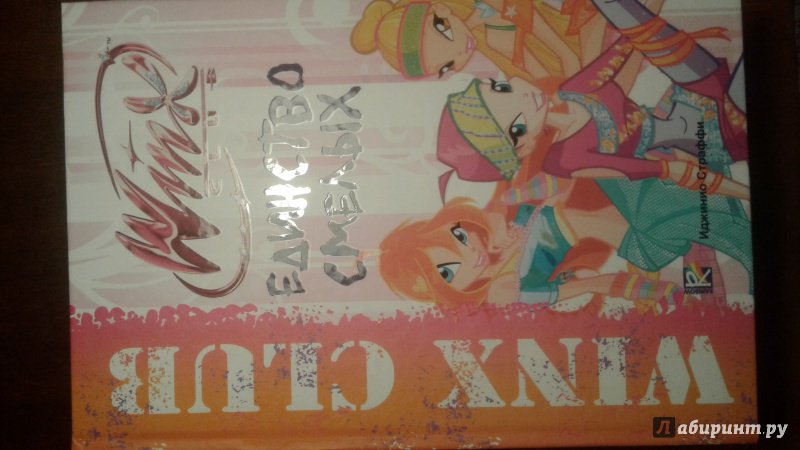 Winx
CLUB
ЕДИНСТВО
СМЕЛЫХ
Иджинио Страффи
WINX CLUB
Лабиринт.ру